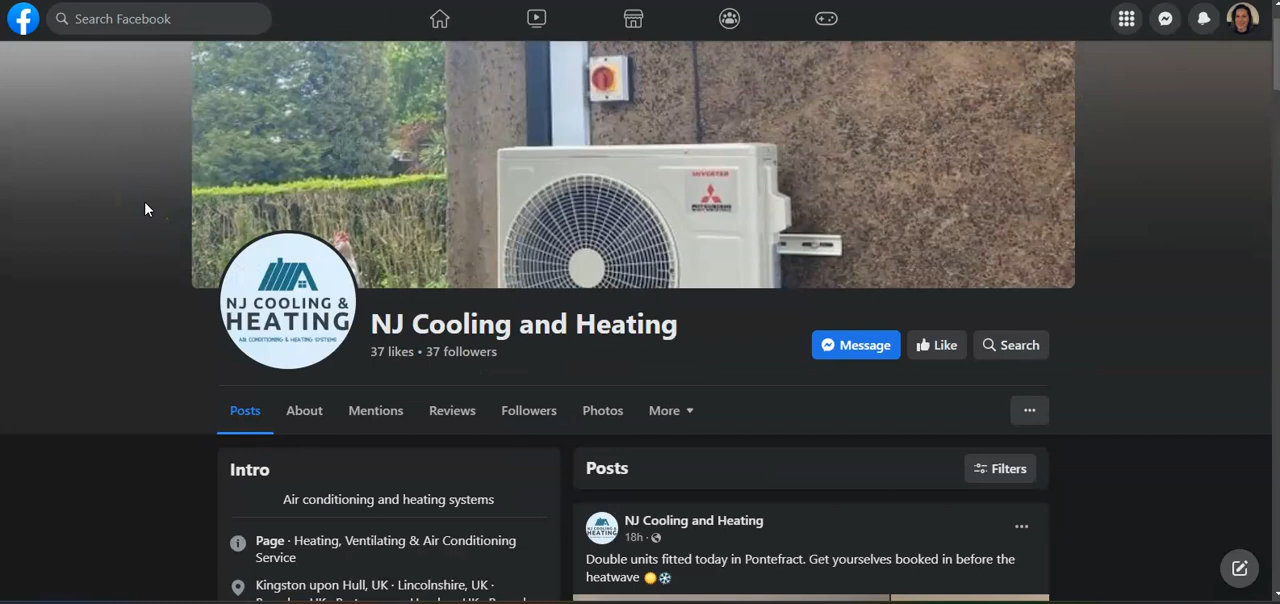 Search Facebook
INVERTER
MITSUBISHI
NJ COOLING &
HEATING
AIR CONDITIONING & HEATING SYSTEMS
NJ Cooling and Heating
37 likes • 37 followers
Message
Like
Search
Posts
About
Mentions
Reviews
Followers
Photos
More
Intro
Air conditioning and heating systems
Page · Heating, Ventilating & Air Conditioning
Service
Kingston upon Hull, UK · Lincolnshire, UK ·
Posts
Filters
NJ Cooling and Heating
18h ·
Double units fitted today in Pontefract. Get yourselves booked in before the
heatwave ☀️❄️